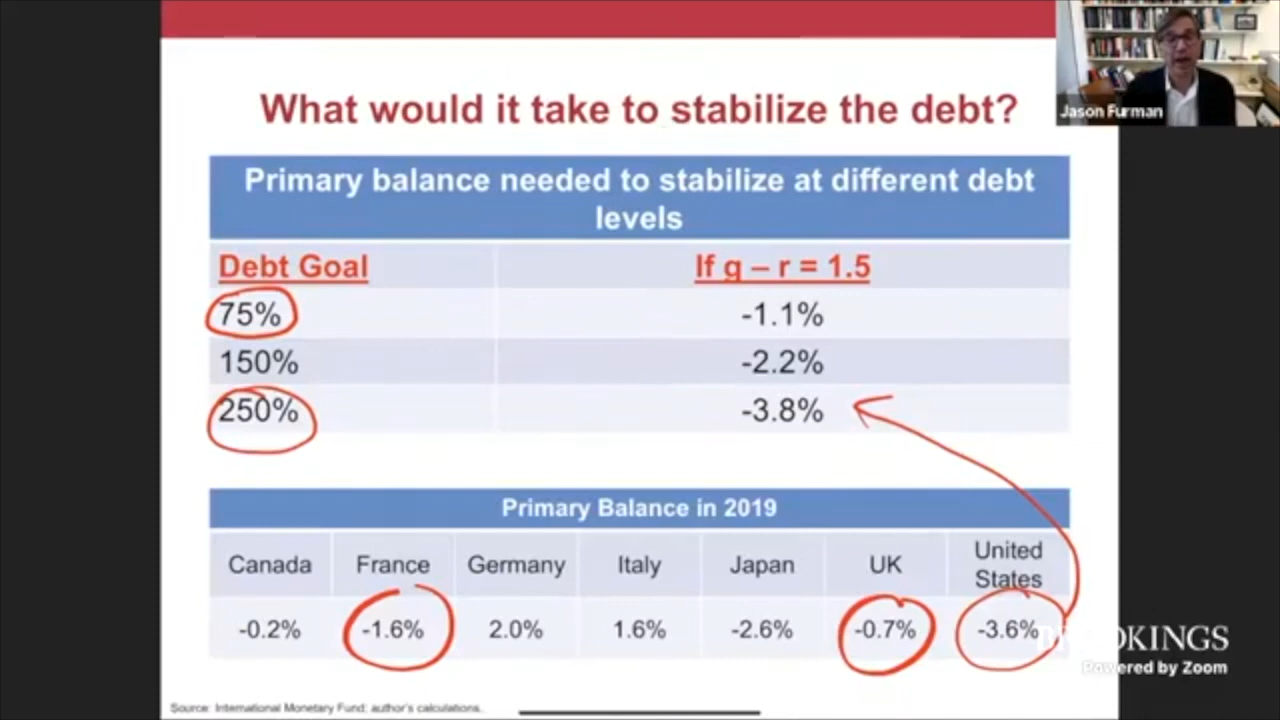 What would it take to stabilize the debt?
Jason Furman
Primary balance needed to stabilize at different debt
levels
Debt Goal If g – r = 1.5
75% -1.1%
150% -2.2%
250% -3.8%
Primary Balance in 2019
Canada France Germany Italy Japan UK United States
-0.2% -1.6% 2.0% 1.6% -2.6% -0.7% -3.6%
BROOKINGS
Powered by Zoom
Source: International Monetary Fund; author's calculations.